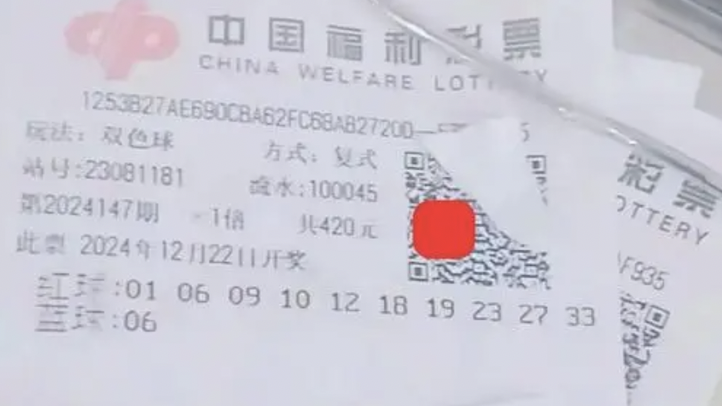 中国福利彩票
CHINA WELFARE LOTTERY
1253B27AE690CBA62FC68AB27200—
玩法：双色球
方式：复式
站号:23081181
流水:100045
第2024147期
1倍
共420元
此票 2024年12月22日开奖
红球:01 06 09 10 12 18 19 23 27 33
蓝球:06
彩票
OTTERY
F935